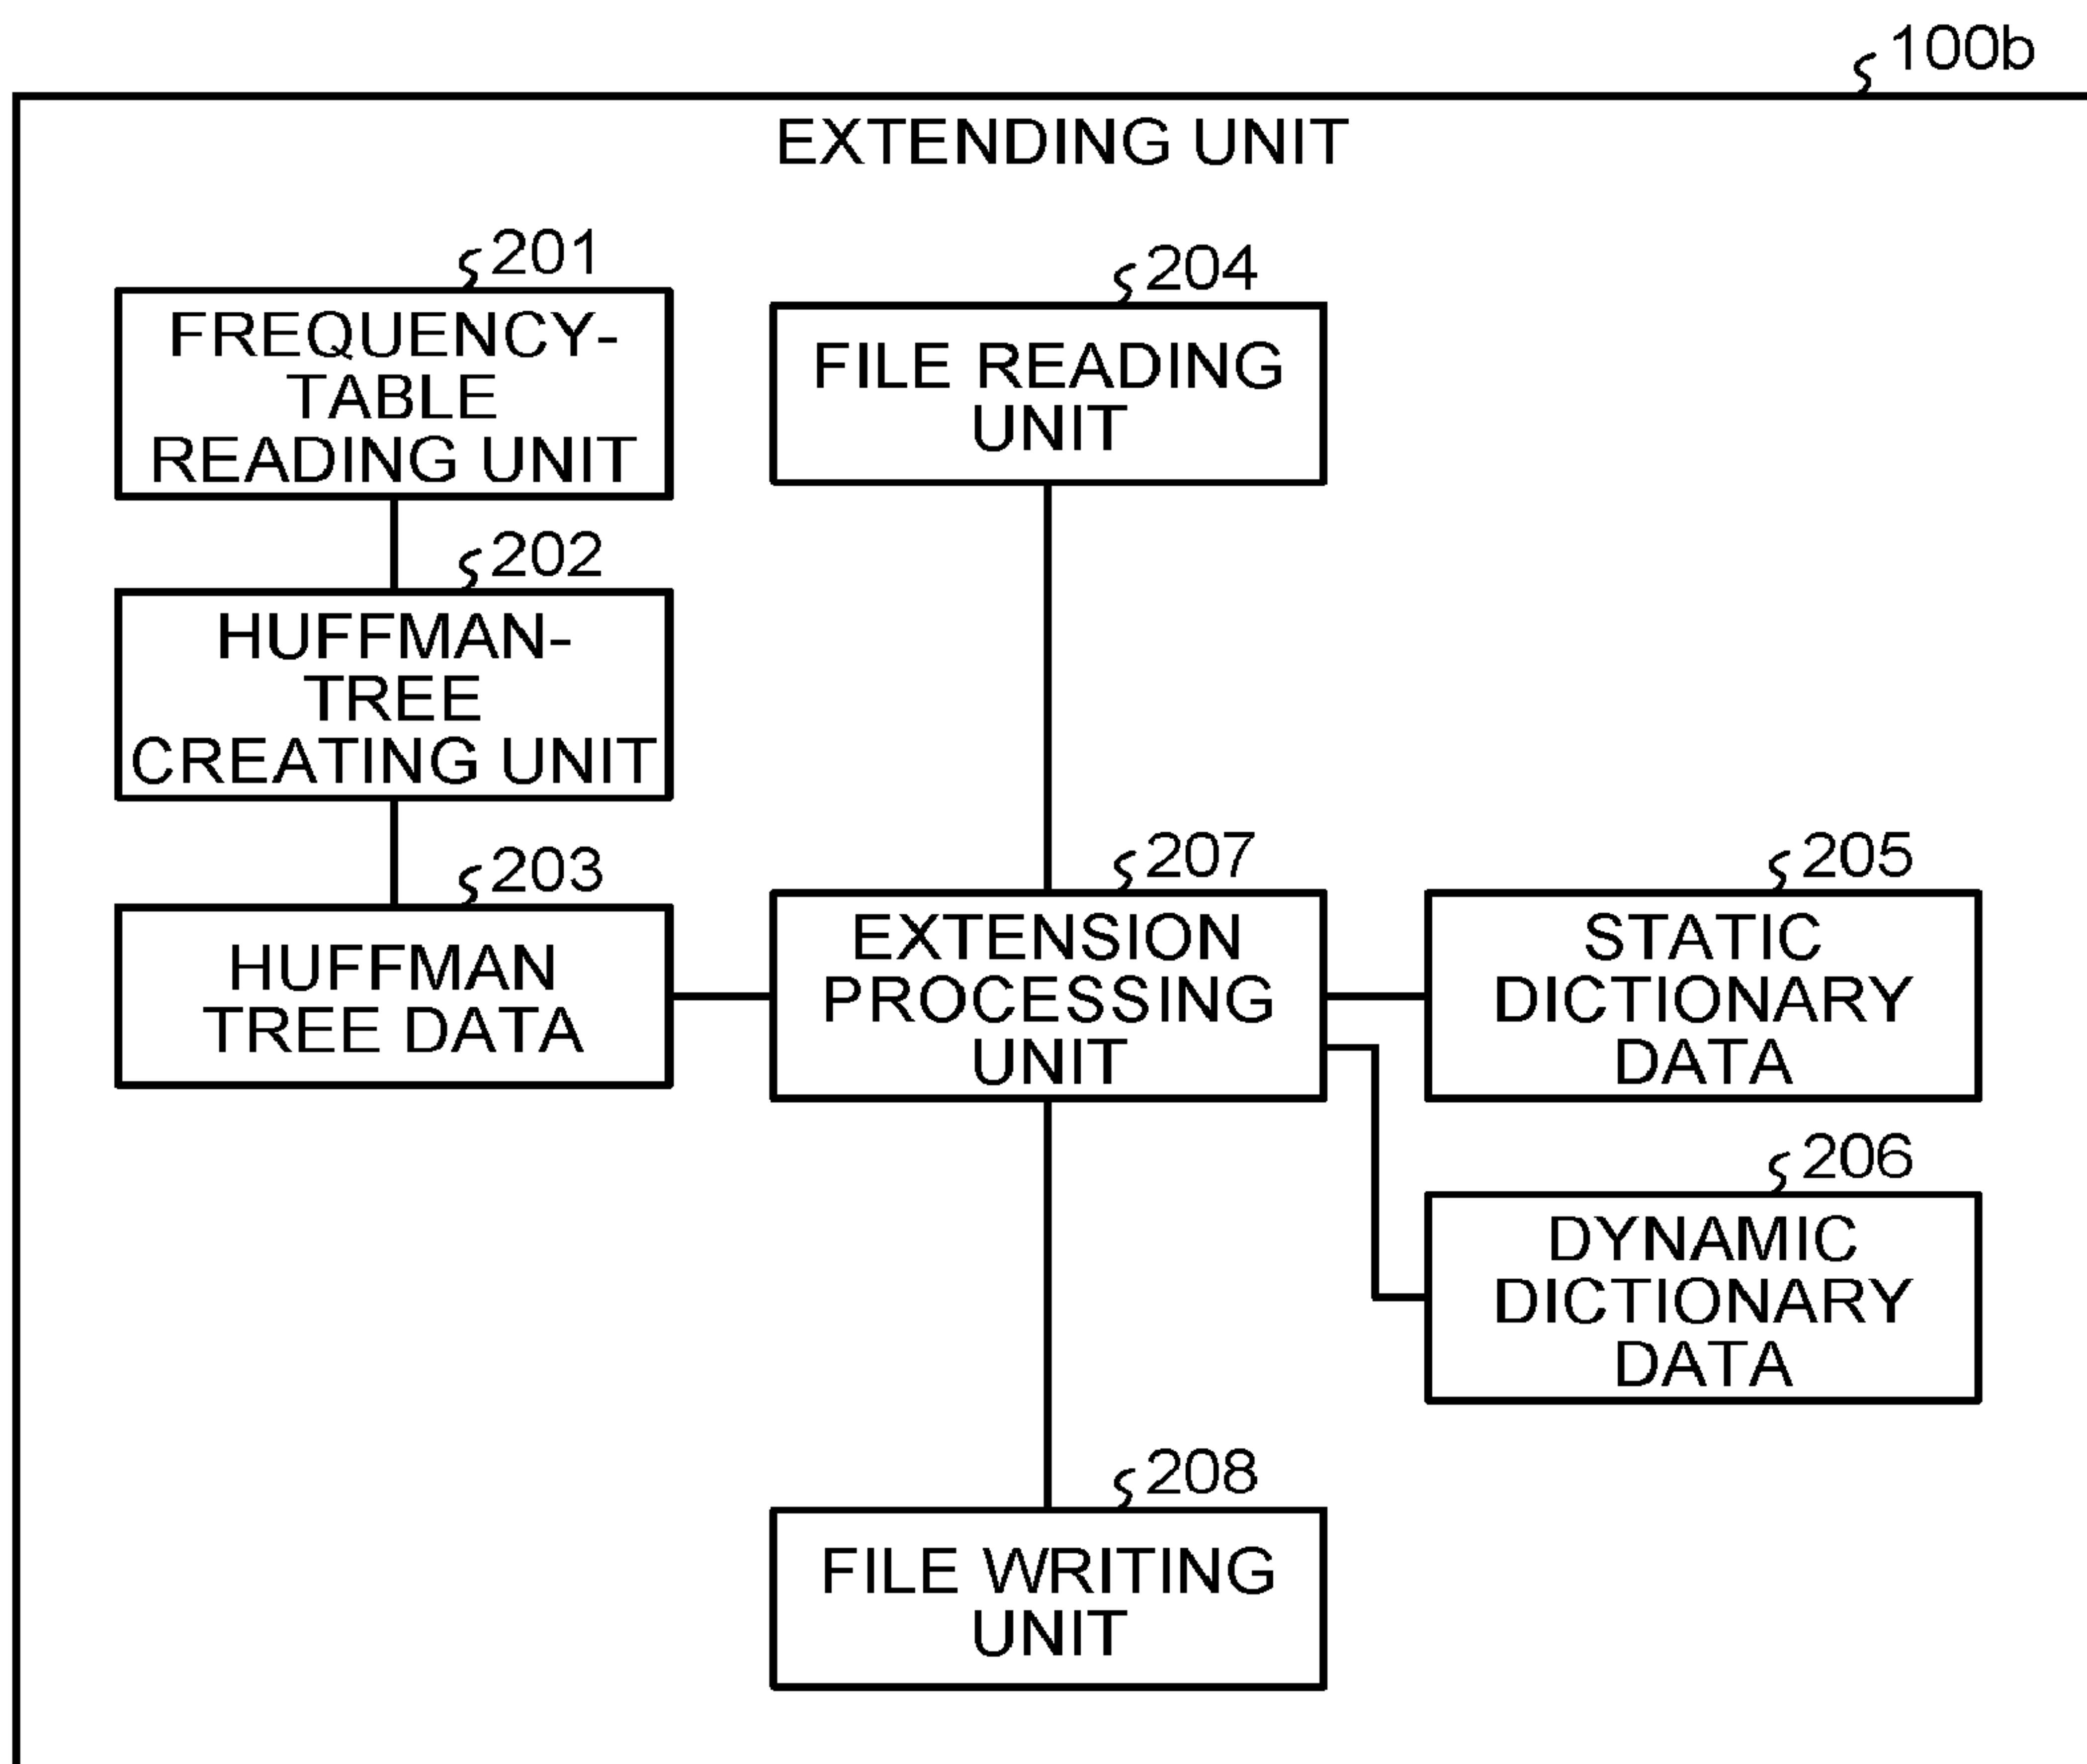 100b
EXTENDING UNIT
201
FREQUENCY-
TABLE
READING UNIT
204
FILE READING
UNIT
202
HUFFMAN-
TREE
CREATING UNIT
203
HUFFMAN
TREE DATA
207
EXTENSION
PROCESSING
UNIT
205
STATIC
DICTIONARY
DATA
206
DYNAMIC
DICTIONARY
DATA
208
FILE WRITING
UNIT